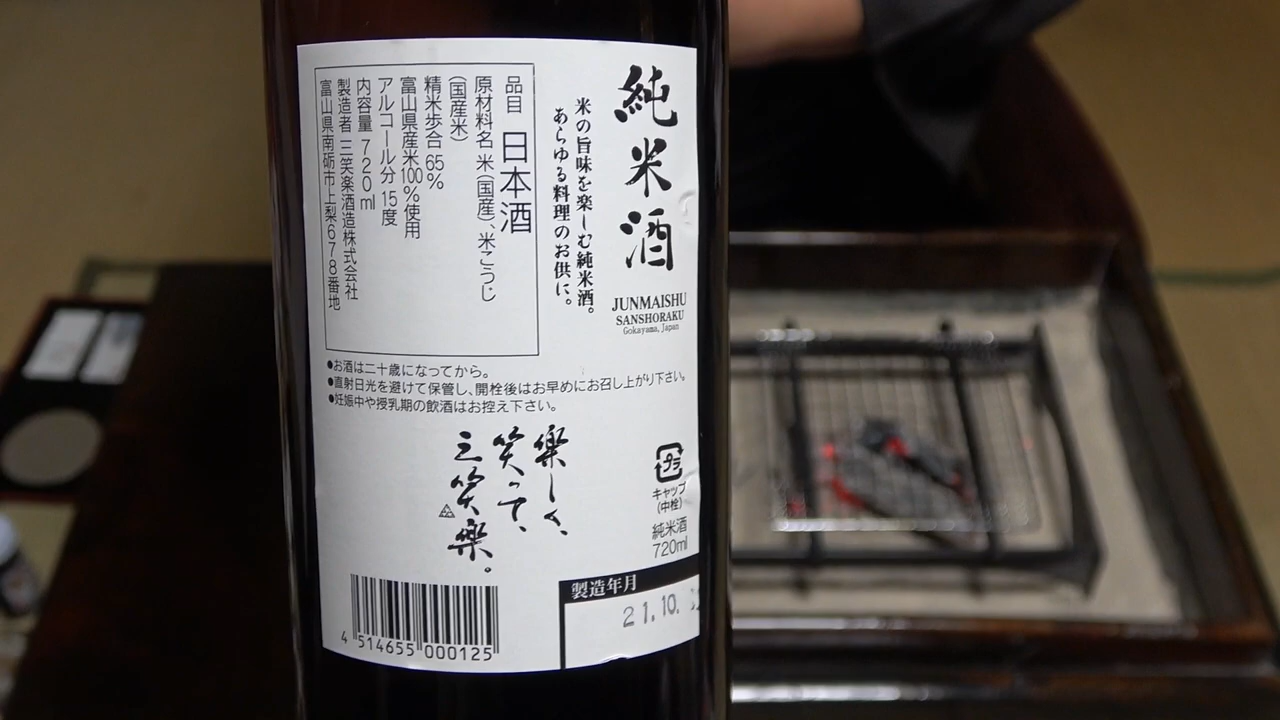 純米酒
JUNMAISHU
SANSHORAKU
Gokayama, Japan
米の旨味を楽しむ純米酒。
あらゆる料理のお供に。
品目 日本酒
原材料名 米(国産)、米こうじ
(国産米)
精米歩合 65%
富山県産米100%使用
アルコール分 15度
内容量 720ml
製造者 三笑楽酒造株式会社
富山県南砺市上梨678番地
●お酒は二十歳になってから。
●直射日光を避けて保管し、開栓後はお早めにお召し上がり下さい。
●妊娠中や授乳期の飲酒はお控え下さい。
楽しく、
笑って、
三笑樂。
プラ
キャップ
(中栓)
純米酒
720ml
製造年月
21.10.
4 514655 000125